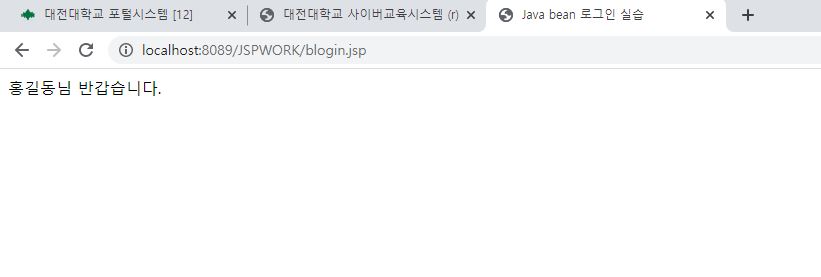 대전대학교 포털시스템 [12]
대전대학교 사이버교육시스템 (r)
Java bean 로그인 실습
localhost:8089/JSPWORK/blogin.jsp
홍길동님 반갑습니다.